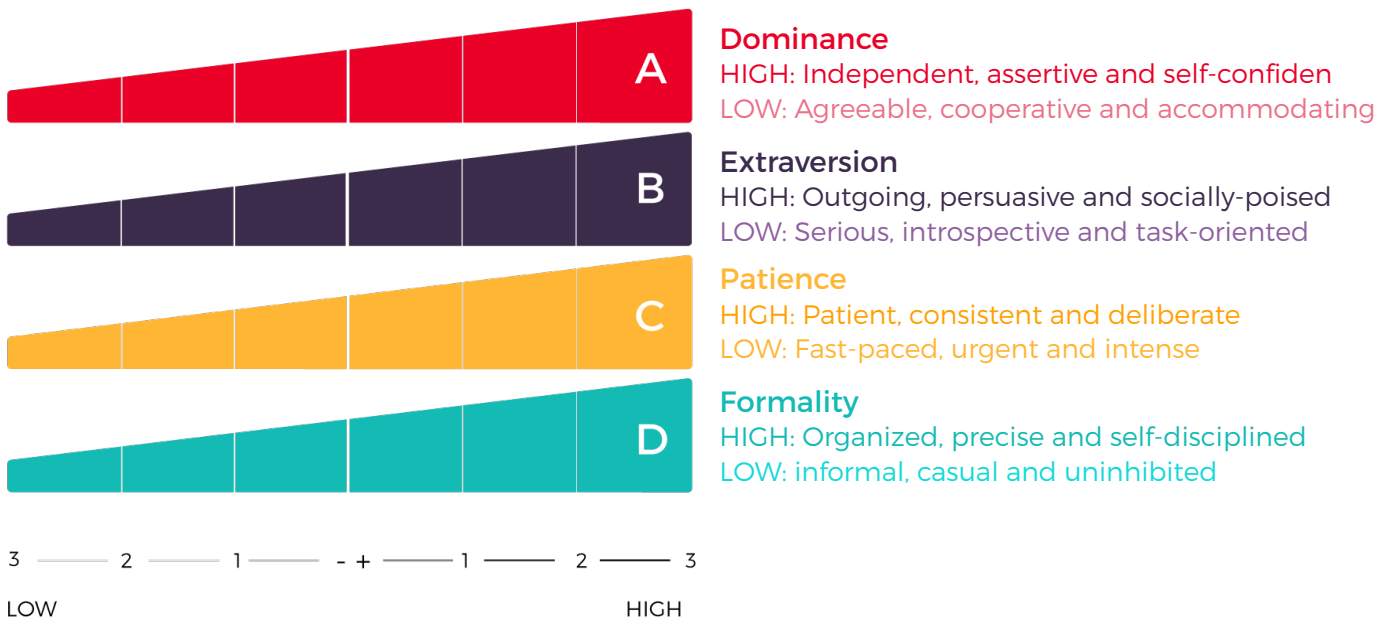 A
Dominance
HIGH: Independent, assertive and self-confiden
LOW: Agreeable, cooperative and accommodating
B
Extraversion
HIGH: Outgoing, persuasive and socially-poised
LOW: Serious, introspective and task-oriented
C
Patience
HIGH: Patient, consistent and deliberate
LOW: Fast-paced, urgent and intense
D
Formality
HIGH: Organized, precise and self-disciplined
LOW: informal, casual and uninhibited
3 2 1 - + 1 2 3
LOW HIGH